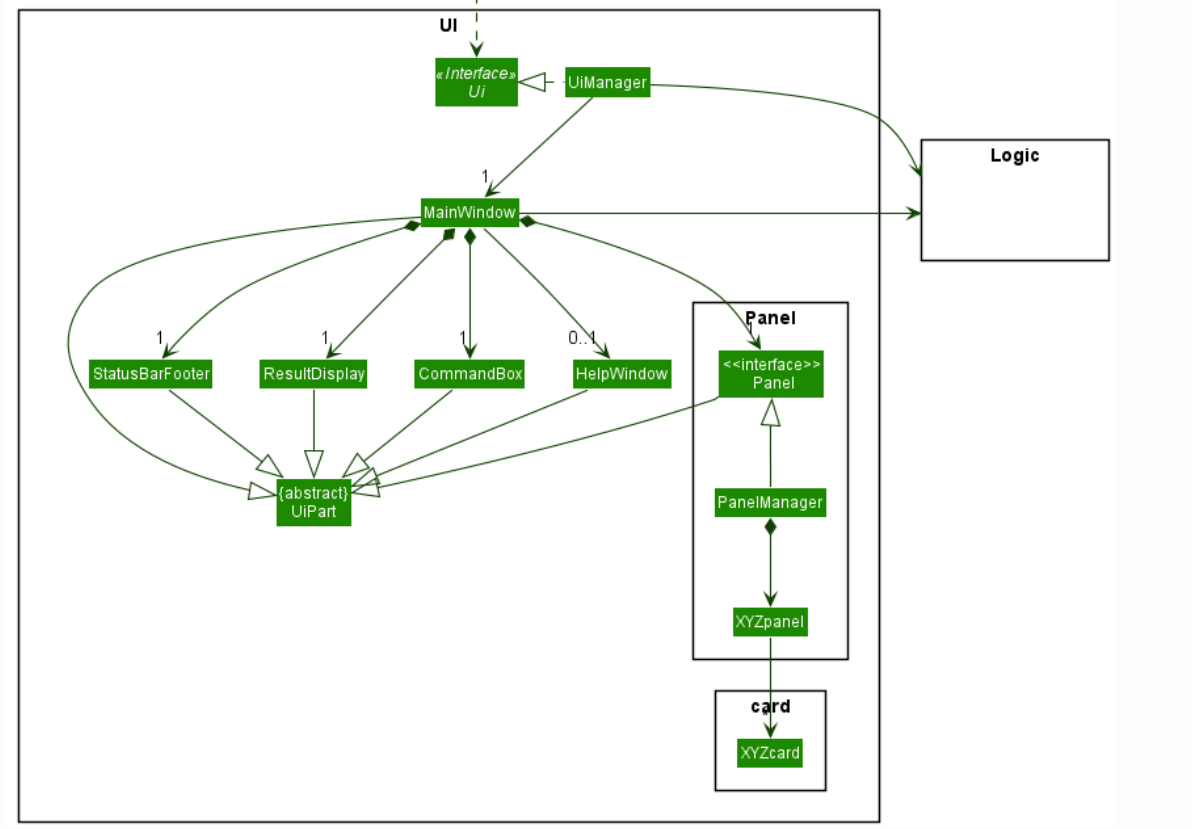 UI
«Interface»
Ui
UiManager
Logic
1
MainWindow
Panel
1
1
1
0..1
1
StatusBarFooter
ResultDisplay
CommandBox
HelpWindow
<<interface>>
Panel
{abstract}
UiPart
PanelManager
XYZpanel
card
*
XYZcard